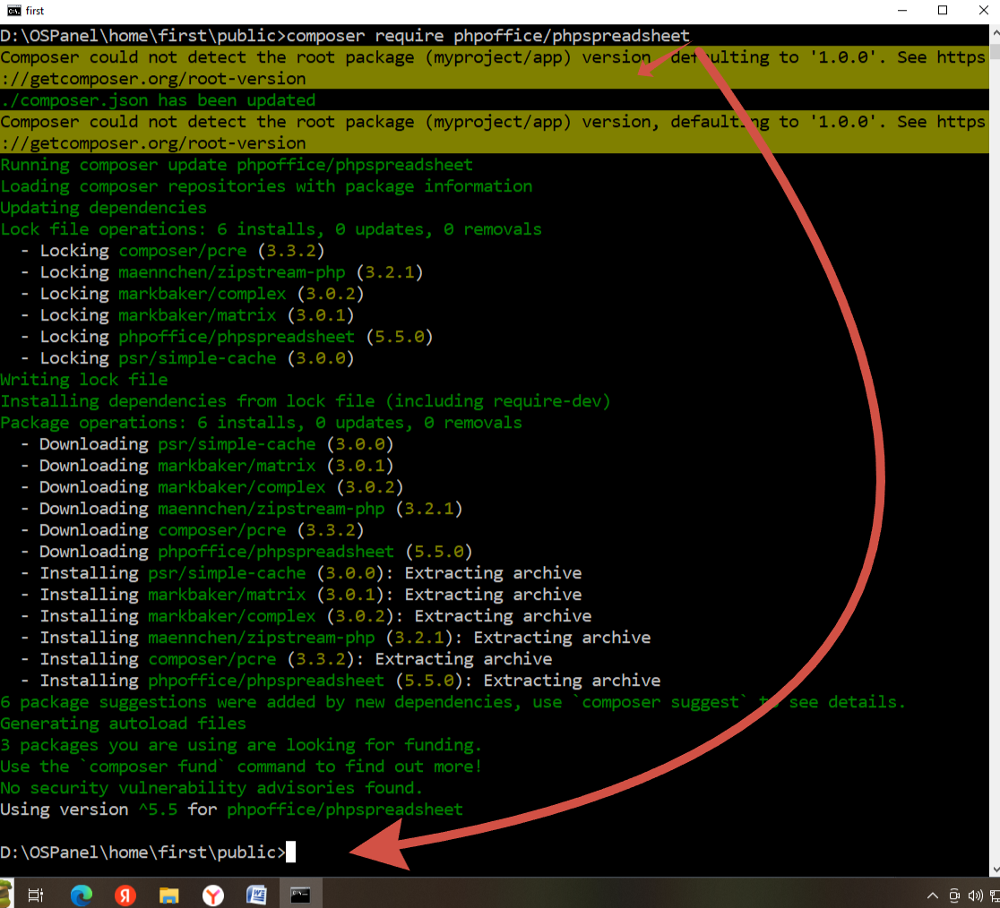 first
D:\OSPanel\home\first\public>composer require phpoffice/phpspreadsheet
Composer could not detect the root package (myproject/app) version, defaulting to '1.0.0'. See https
://getcomposer.org/root-version
./composer.json has been updated
Composer could not detect the root package (myproject/app) version, defaulting to '1.0.0'. See https
://getcomposer.org/root-version
Running composer update phpoffice/phpspreadsheet
Loading composer repositories with package information
Updating dependencies
Lock file operations: 6 installs, 0 updates, 0 removals
  - Locking composer/pcre (3.3.2)
  - Locking maennchen/zipstream-php (3.2.1)
  - Locking markbaker/complex (3.0.2)
  - Locking markbaker/matrix (3.0.1)
  - Locking phpoffice/phpspreadsheet (5.5.0)
  - Locking psr/simple-cache (3.0.0)
Writing lock file
Installing dependencies from lock file (including require-dev)
Package operations: 6 installs, 0 updates, 0 removals
  - Downloading psr/simple-cache (3.0.0)
  - Downloading markbaker/matrix (3.0.1)
  - Downloading markbaker/complex (3.0.2)
  - Downloading maennchen/zipstream-php (3.2.1)
  - Downloading composer/pcre (3.3.2)
  - Downloading phpoffice/phpspreadsheet (5.5.0)
  - Installing psr/simple-cache (3.0.0): Extracting archive
  - Installing markbaker/matrix (3.0.1): Extracting archive
  - Installing markbaker/complex (3.0.2): Extracting archive
  - Installing maennchen/zipstream-php (3.2.1): Extracting archive
  - Installing composer/pcre (3.3.2): Extracting archive
  - Installing phpoffice/phpspreadsheet (5.5.0): Extracting archive
6 package suggestions were added by new dependencies, use `composer suggest` to see details.
Generating autoload files
3 packages you are using are looking for funding.
Use the `composer fund` command to find out more!
No security vulnerability advisories found.
Using version ^5.5 for phpoffice/phpspreadsheet
D:\OSPanel\home\first\public>